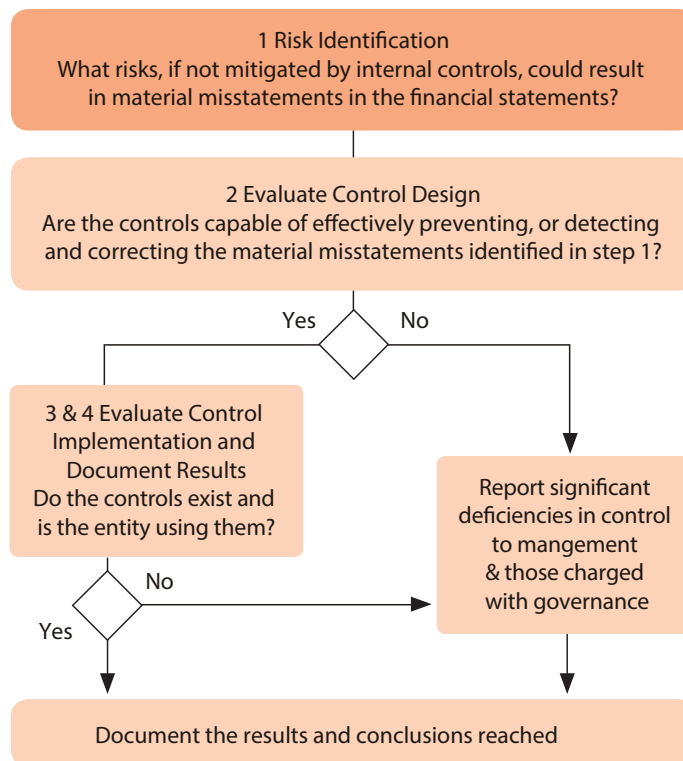 1 Risk Identification
What risks, if not mitigated by internal controls, could result
in material misstatements in the financial statements?
2 Evaluate Control Design
Are the controls capable of effectively preventing, or detecting
and correcting the material misstatements identified in step 1?
Yes
No
3 & 4 Evaluate Control
Implementation and
Document Results
Do the controls exist and
is the entity using them?
Report significant
deficiencies in control
to mangement
& those charged
with governance
No
Yes
Document the results and conclusions reached